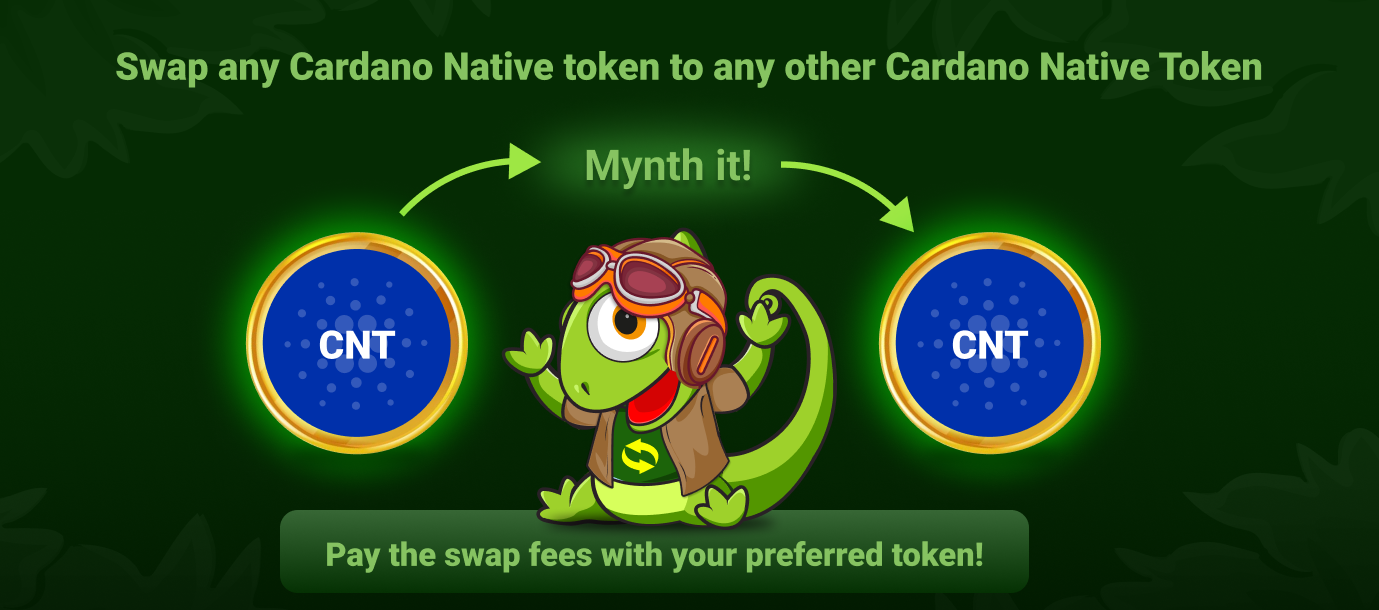 Swap any Cardano Native token to any other Cardano Native Token
Mynth it!
CNT
CNT
Pay the swap fees with your preferred token!